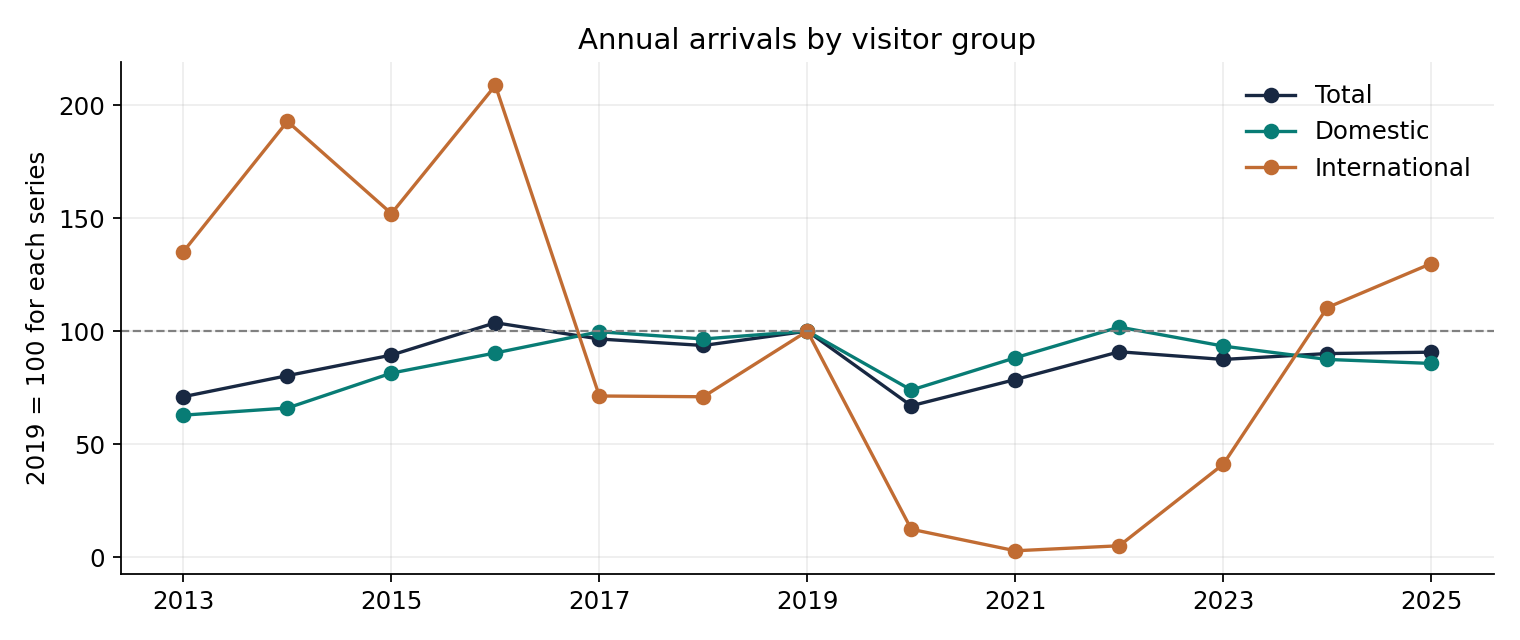 Annual arrivals by visitor group
2019 = 100 for each series
200
150
100
50
0
Total
Domestic
International
2013
2015
2017
2019
2021
2023
2025